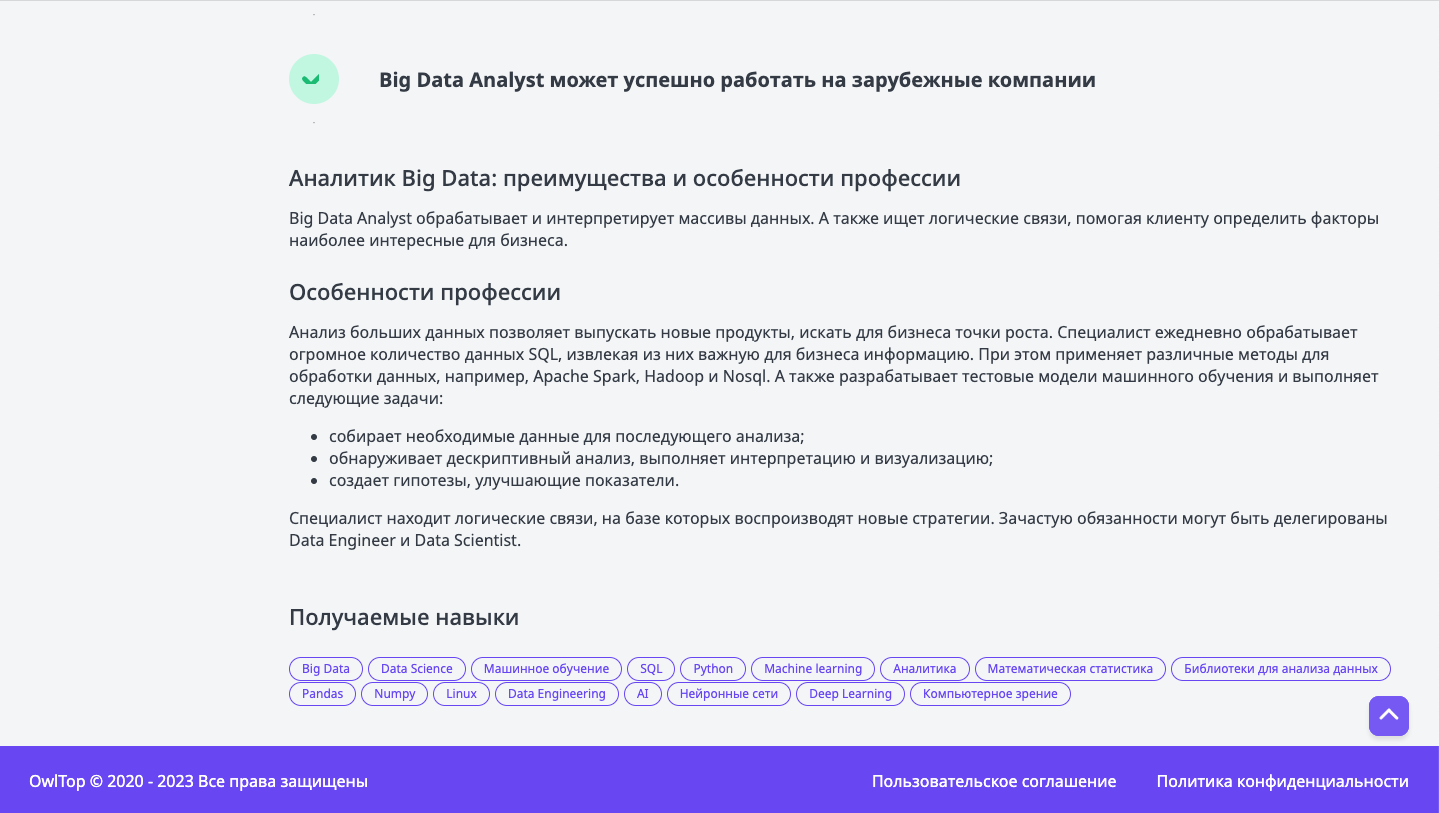 Big Data Analyst может успешно работать на зарубежные компании
Аналитик Big Data: преимущества и особенности профессии
Big Data Analyst обрабатывает и интерпретирует массивы данных. А также ищет логические связи, помогая клиенту определить факторы
наиболее интересные для бизнеса.
Особенности профессии
Анализ больших данных позволяет выпускать новые продукты, искать для бизнеса точки роста. Специалист ежедневно обрабатывает
огромное количество данных SQL, извлекая из них важную для бизнеса информацию. При этом применяет различные методы для
обработки данных, например, Apache Spark, Hadoop и Nosql. А также разрабатывает тестовые модели машинного обучения и выполняет
следующие задачи:
• собирает необходимые данные для последующего анализа;
• обнаруживает дескриптивный анализ, выполняет интерпретацию и визуализацию;
• создает гипотезы, улучшающие показатели.
Специалист находит логические связи, на базе которых воспроизводят новые стратегии. Зачастую обязанности могут быть делегированы
Data Engineer и Data Scientist.
Получаемые навыки
Big Data Data Science Машинное обучение SQL Python Machine learning Аналитика Математическая статистика Библиотеки для анализа данных
Pandas Numpy Linux Data Engineering AI Нейронные сети Deep Learning Компьютерное зрение
OwlTop © 2020 - 2023 Все права защищены Пользовательское соглашение Политика конфиденциальности